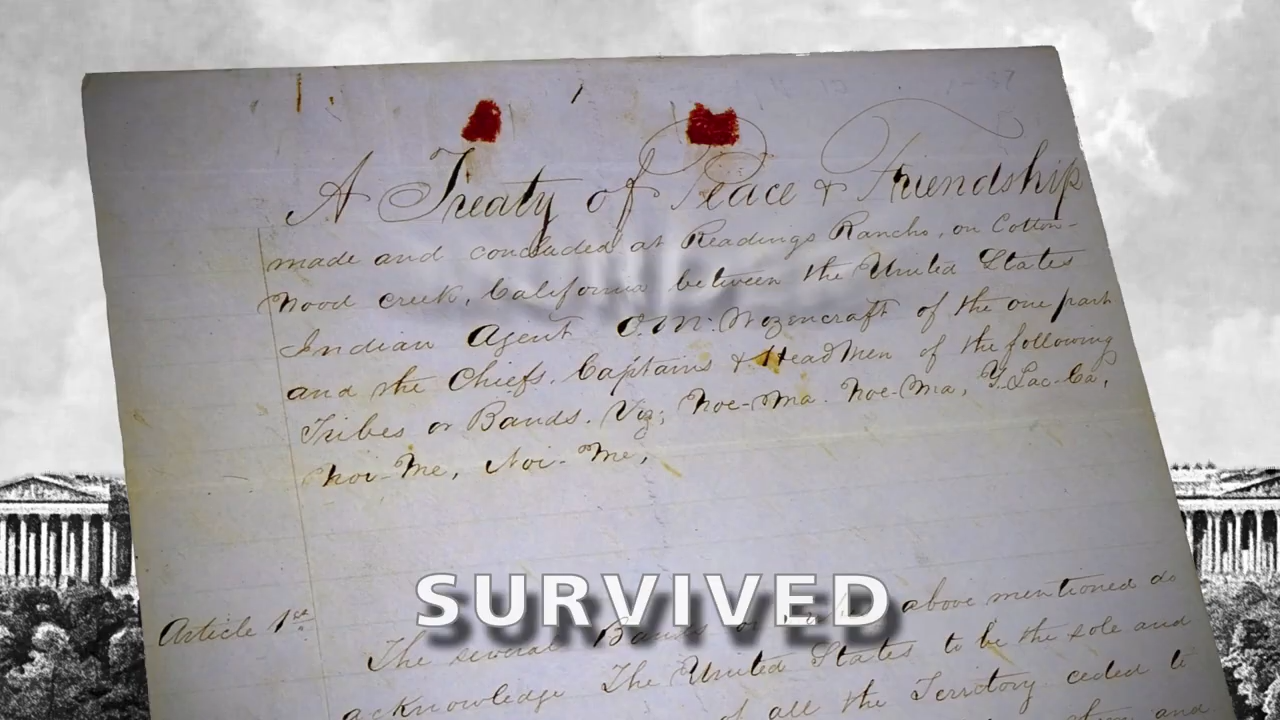 A Treaty of Peace & Friendship
made and concluded at Readings Rancho, on Cotton-
wood creek, California between the United States
Indian Agent O.M. Wozencraft of the one part
and the Chiefs, Captains & Head Men of the following
Tribes or Bands. Viz; Noe-Ma. Noe-Ma, Y-Lac-Ca,
Noi-Me, Noi-Me,
SURVIVED
Article 1st The several Bands above mentioned do
acknowledge The United States to be the sole and
of all the Territory ceded to
and